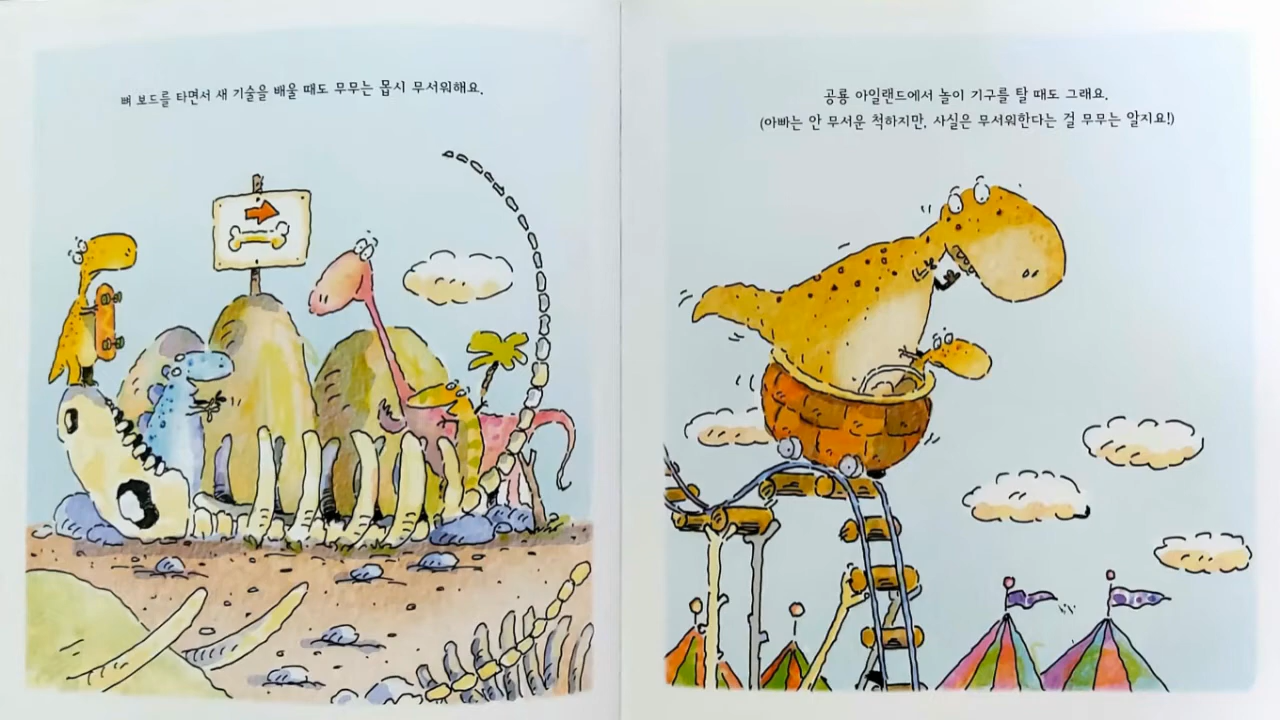 뼈 보드를 타면서 새 기술을 배울 때도 무무는 몹시 무서워해요.
공룡 아일랜드에서 놀이 기구를 탈 때도 그래요.
(아빠는 안 무서운 척하지만, 사실은 무서워한다는 걸 무무는 알지요!)